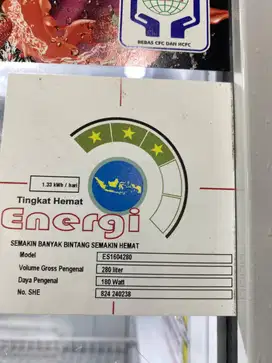 BEBAS CFC DAN HCFC
1.33 kWh / hari
Tingkat Hemat
Energi
SEMAKIN BANYAK BINTANG SEMAKIN HEMAT
Model ES1604280
Volume Gross Pengenal 280 liter
Daya Pengenal 180 Watt
No. SHE 824 240238